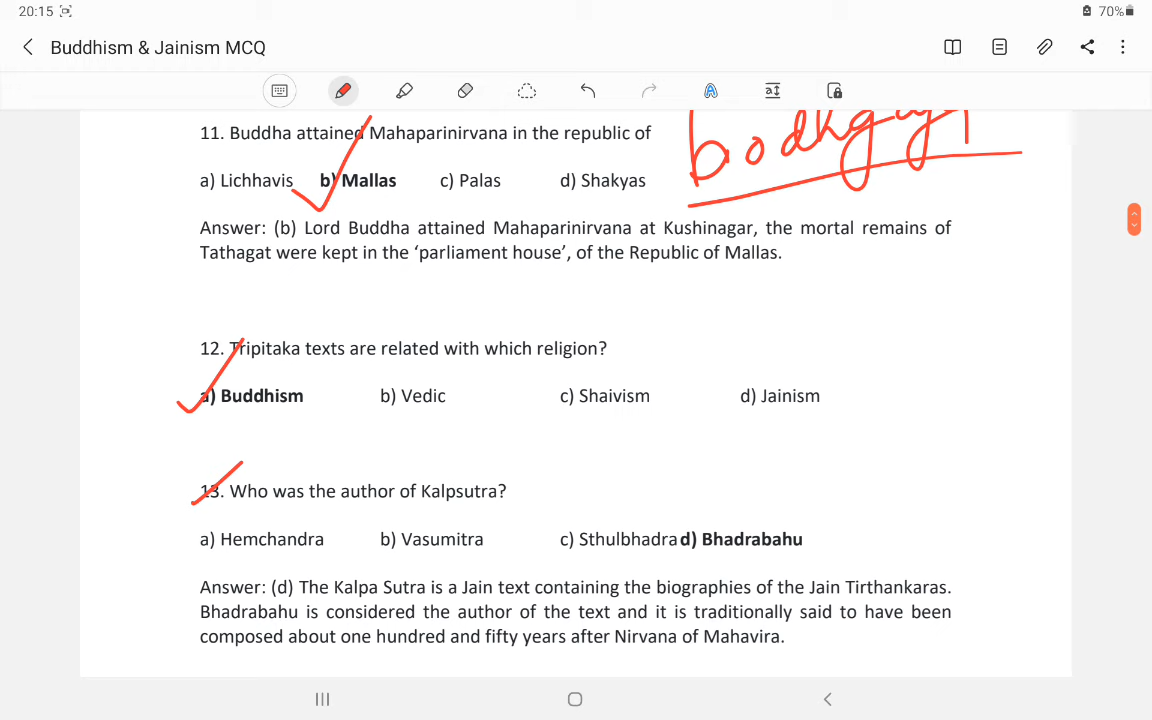 20:15 70%
Buddhism & Jainism MCQ
bodhgaya
11. Buddha attained Mahaparinirvana in the republic of
a) Lichhavis b) Mallas c) Palas d) Shakyas
Answer: (b) Lord Buddha attained Mahaparinirvana at Kushinagar, the mortal remains of
Tathagat were kept in the ‘parliament house’, of the Republic of Mallas.
12. Tripitaka texts are related with which religion?
a) Buddhism b) Vedic c) Shaivism d) Jainism
13. Who was the author of Kalpsutra?
a) Hemchandra b) Vasumitra c) Sthulbhadra d) Bhadrabahu
Answer: (d) The Kalpa Sutra is a Jain text containing the biographies of the Jain Tirthankaras.
Bhadrabahu is considered the author of the text and it is traditionally said to have been
composed about one hundred and fifty years after Nirvana of Mahavira.